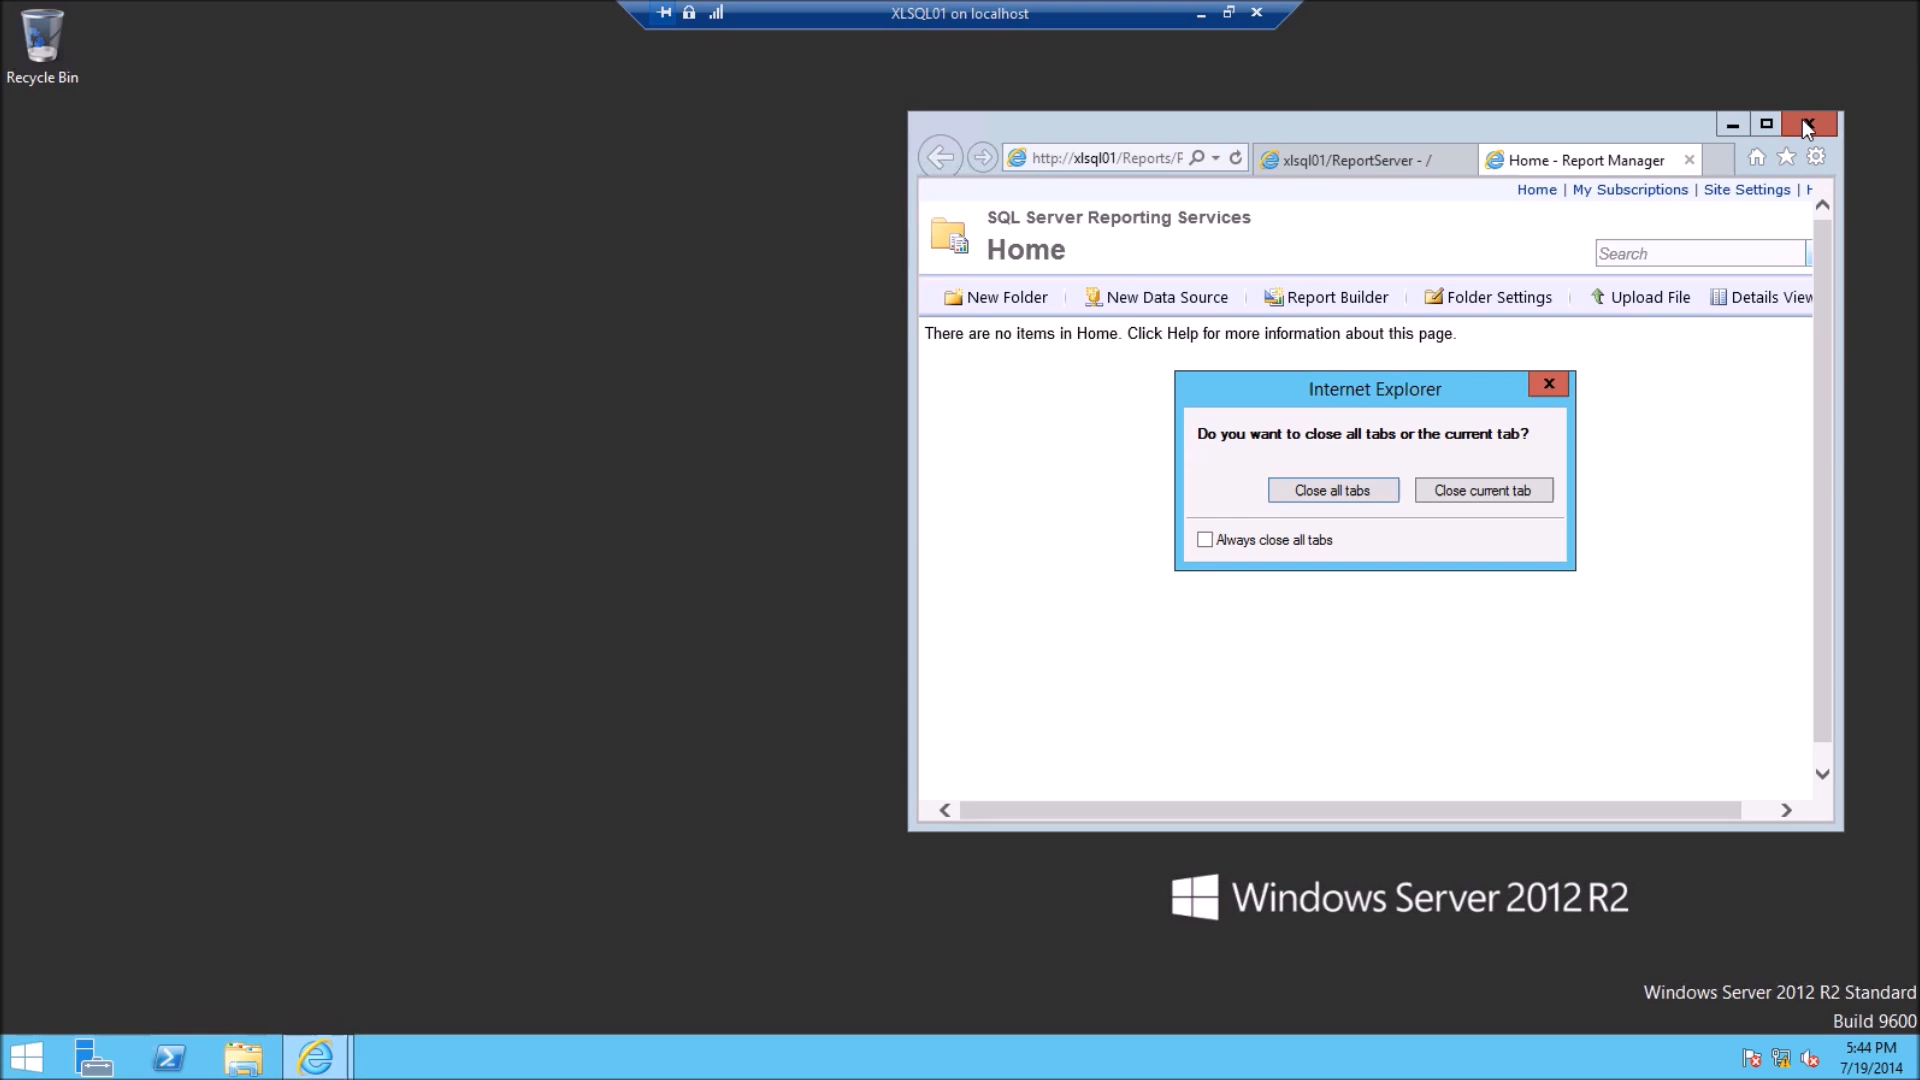 XLSQL01 on localhost
Recycle Bin
http://xlsql01/Reports/P
xlsql01/ReportServer - /
Home - Report Manager
Home | My Subscriptions | Site Settings | H
SQL Server Reporting Services
Home
Search
New Folder
New Data Source
Report Builder
Folder Settings
Upload File
Details View
There are no items in Home. Click Help for more information about this page.
Internet Explorer
Do you want to close all tabs or the current tab?
Close all tabs
Close current tab
Always close all tabs
Windows Server 2012 R2
Windows Server 2012 R2 Standard
Build 9600
5:44 PM
7/19/2014